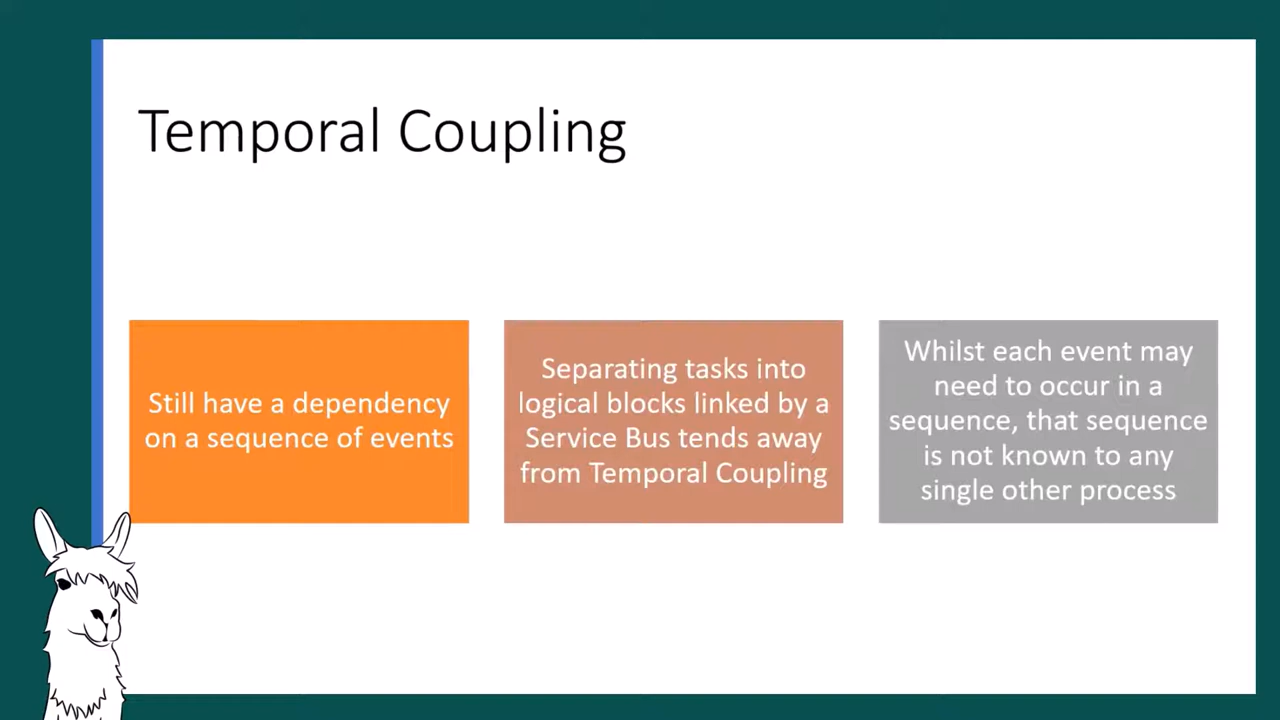 Temporal Coupling
Still have a dependency
on a sequence of events
Separating tasks into
logical blocks linked by a
Service Bus tends away
from Temporal Coupling
Whilst each event may
need to occur in a
sequence, that sequence
is not known to any
single other process